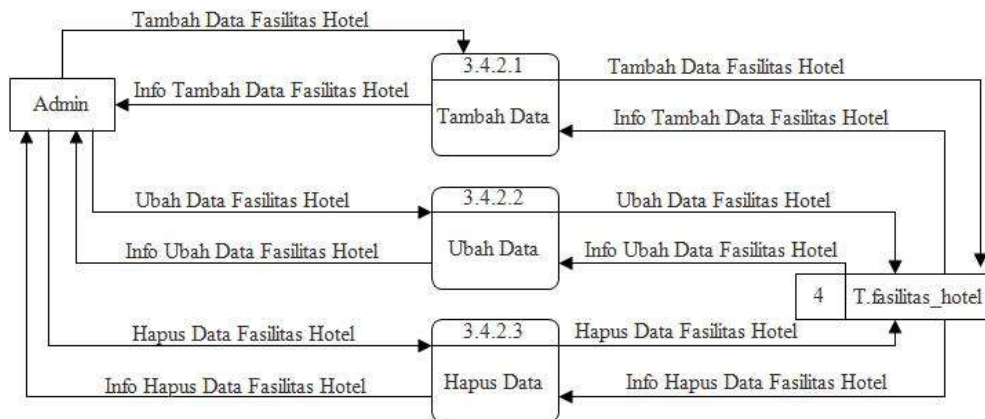 Tambah Data Fasilitas Hotel
3.4.2.1
Tambah Data Fasilitas Hotel
Info Tambah Data Fasilitas Hotel
Admin
Tambah Data
Info Tambah Data Fasilitas Hotel
Ubah Data Fasilitas Hotel
3.4.2.2
Ubah Data Fasilitas Hotel
Info Ubah Data Fasilitas Hotel
Ubah Data
Info Ubah Data Fasilitas Hotel
4
T.fasilitas_hotel
Hapus Data Fasilitas Hotel
3.4.2.3
Hapus Data Fasilitas Hotel
Info Hapus Data Fasilitas Hotel
Hapus Data
Info Hapus Data Fasilitas Hotel